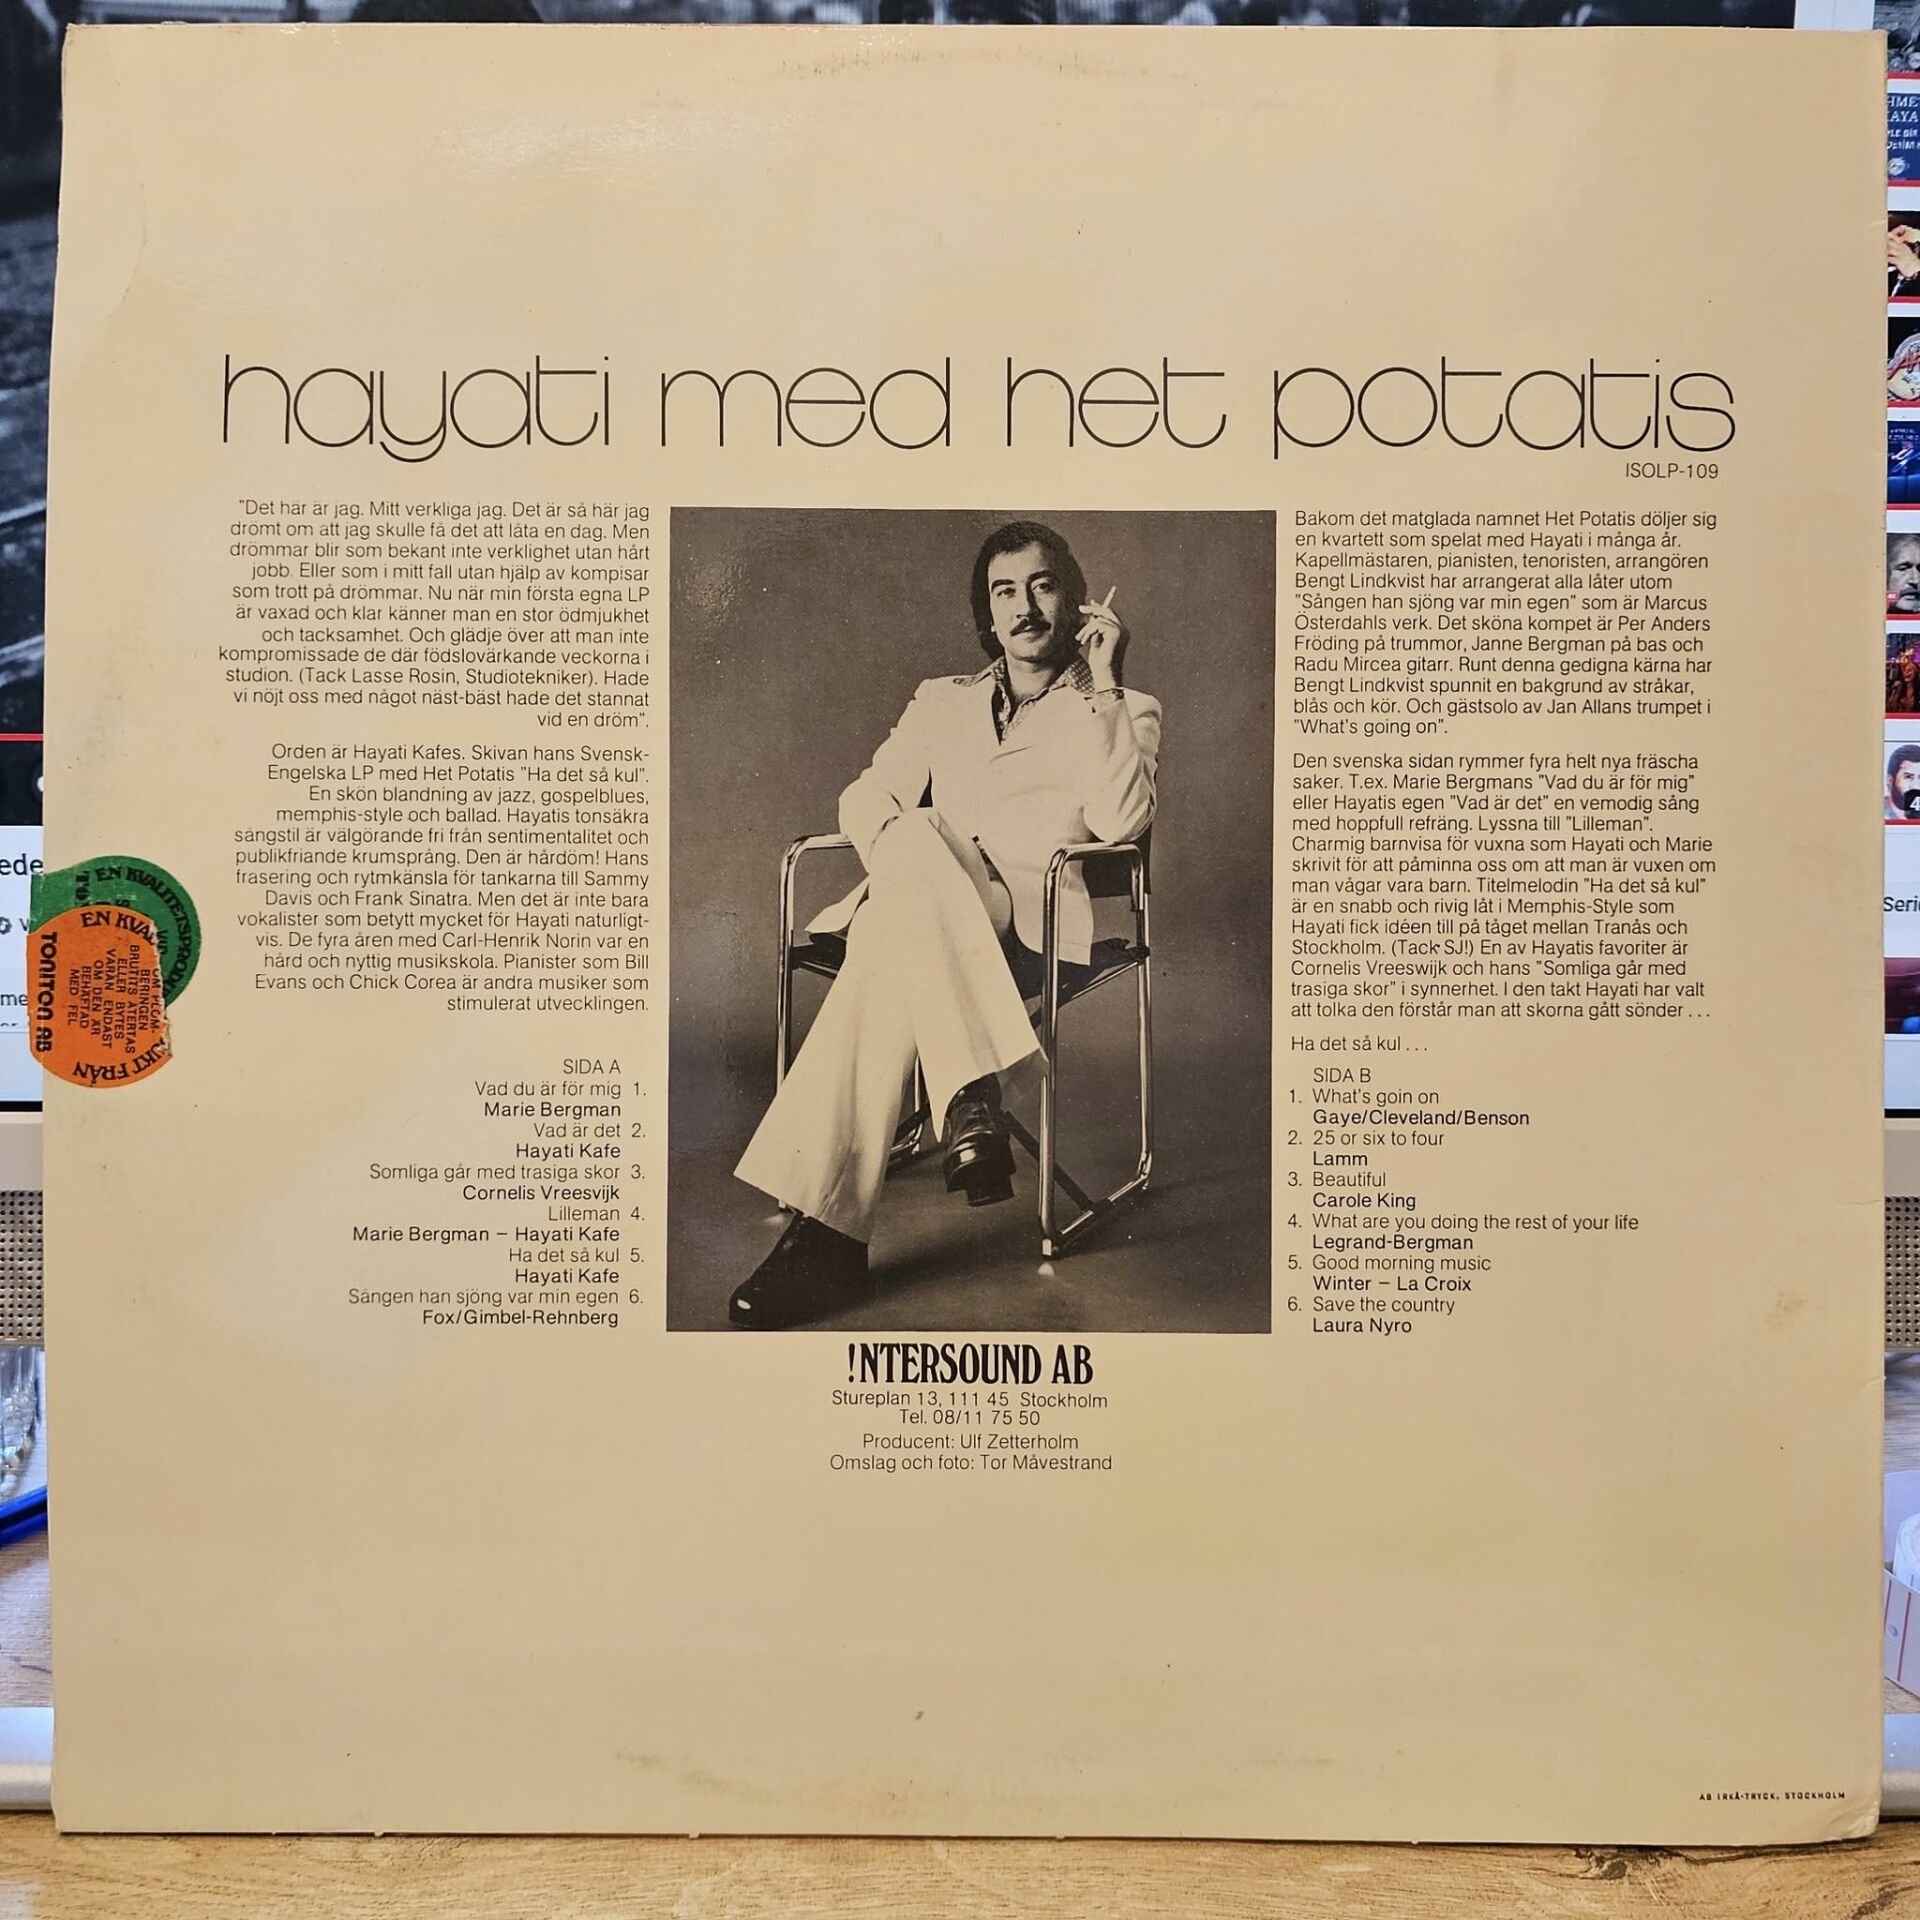 hayati med het potatis
ISOLP-109
"Det här är jag. Mitt verkliga jag. Det är så här jag
drömt om att jag skulle få det att låta en dag. Men
drömmar blir som bekant inte verklighet utan hårt
jobb. Eller som i mitt fall utan hjälp av kompisar
som trott på drömmar. Nu när min första egna LP
är vaxad och klar känner man en stor ödmjukhet
och tacksamhet. Och glädje över att man inte
kompromissade de där födslovärkande veckorna i
studion. (Tack Lasse Rosin, Studiotekniker). Hade
vi nöjt oss med något näst-bäst hade det stannat
vid en dröm".
Orden är Hayati Kafes. Skivan hans Svensk-
Engelska LP med Het Potatis "Ha det så kul".
En skön blandning av jazz, gospelblues,
memphis-style och ballad. Hayatis tonsäkra
sångstil är välgörande fri från sentimentalitet och
publikfriande krumsprång. Den är hårdöm! Hans
frasering och rytmkänsla för tankarna till Sammy
Davis och Frank Sinatra. Men det är inte bara
vokalister som betytt mycket för Hayati naturligt-
vis. De fyra åren med Carl-Henrik Norin var en
hård och nyttig musikskola. Pianister som Bill
Evans och Chick Corea är andra musiker som
stimulerat utvecklingen.
SIDA A
Vad du är för mig 1.
Marie Bergman
Vad är det 2.
Hayati Kafe
Somliga går med trasiga skor 3.
Cornelis Vreesvijk
Lilleman 4.
Marie Bergman – Hayati Kafe
Ha det så kul 5.
Hayati Kafe
Sången han sjöng var min egen 6.
Fox/Gimbel-Rehnberg
Bakom det matglada namnet Het Potatis döljer sig
en kvartett som spelat med Hayati i många år.
Kapellmästaren, pianisten, tenoristen, arrangören
Bengt Lindkvist har arrangerat alla låter utom
"Sången han sjöng var min egen" som är Marcus
Österdahls verk. Det sköna kompet är Per Anders
Fröding på trummor, Janne Bergman på bas och
Radu Mircea gitarr. Runt denna gedigna kärna har
Bengt Lindkvist spunnit en bakgrund av stråkar,
blås och kör. Och gästsolo av Jan Allans trumpet i
"What's going on".
Den svenska sidan rymmer fyra helt nya fräscha
saker. T.ex. Marie Bergmans "Vad du är för mig"
eller Hayatis egen "Vad är det" en vemodig sång
med hoppfull refräng. Lyssna till "Lilleman".
Charmig barnvisa för vuxna som Hayati och Marie
skrivit för att påminna oss om att man är vuxen om
man vågar vara barn. Titelmelodin "Ha det så kul"
är en snabb och rivig låt i Memphis-Style som
Hayati fick idéen till på tåget mellan Tranås och
Stockholm. (Tack SJ!) En av Hayatis favoriter är
Cornelis Vreeswijk och hans "Somliga går med
trasiga skor" i synnerhet. I den takt Hayati har valt
att tolka den förstår man att skorna gått sönder . . .
Ha det så kul . . .
SIDA B
1. What's goin on
Gaye/Cleveland/Benson
2. 25 or six to four
Lamm
3. Beautiful
Carole King
4. What are you doing the rest of your life
Legrand-Bergman
5. Good morning music
Winter – La Croix
6. Save the country
Laura Nyro
!NTERSOUND AB
Stureplan 13, 111 45 Stockholm
Tel. 08/11 75 50
Producent: Ulf Zetterholm
Omslag och foto: Tor Måvestrand
AB IRKÅ-TRYCK, STOCKHOLM
EN KVALITETSPRODU
TONITON AB
BERINGEN
BRUTITS ÅTERTAS
ELLER BYTES
VARAN ENDAST
OM DEN ÄR
BEHÄFTAD
MED FEL
FRÅN